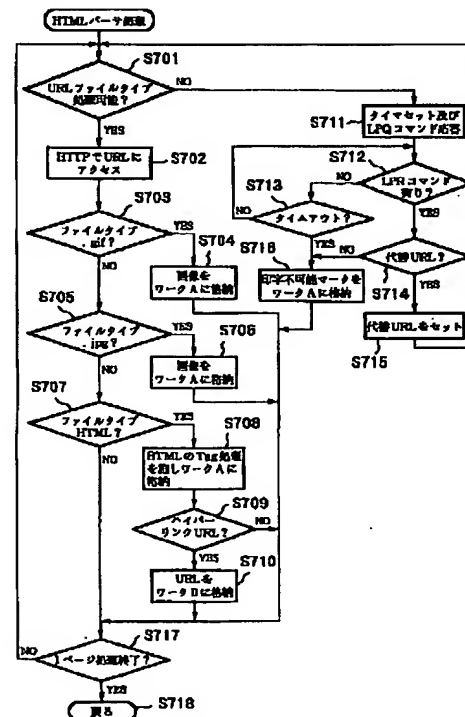 HTMLパーサ処理
S701
URLファイルタイプ
処理可能?
NO
YES
HTTPでURLに
アクセス
S702
S703
ファイルタイプ
.gif?
YES
NO
S704
画像を
ワークAに格納
S705
ファイルタイプ
.jpg?
YES
NO
S706
画像を
ワークAに格納
S707
ファイルタイプ
HTML?
YES
NO
S708
HTMLのTag処理
を施しワークAに
格納
S709
ハイパー
リンクURL?
NO
YES
S710
URLを
ワークBに格納
S711
タイマセット及び
LPQコマンド応答
S712
LPRコマンド
有り?
NO
YES
S713
タイムアウト?
NO
YES
S714
代替URL?
NO
YES
S715
代替URLをセット
S716
印字不可能マークを
ワークAに格納
S717
ページ処理終了?
NO
YES
戻る
S718